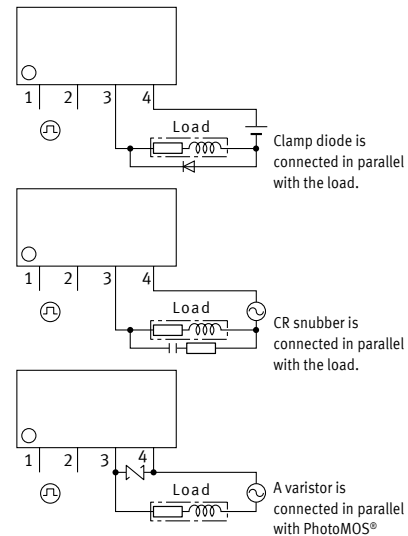 1 2 3 4
Load
Clamp diode is
connected in parallel
with the load.
1 2 3 4
Load
CR snubber is
connected in parallel
with the load.
1 2 3 4
Load
A varistor is
connected in parallel
with PhotoMOS®